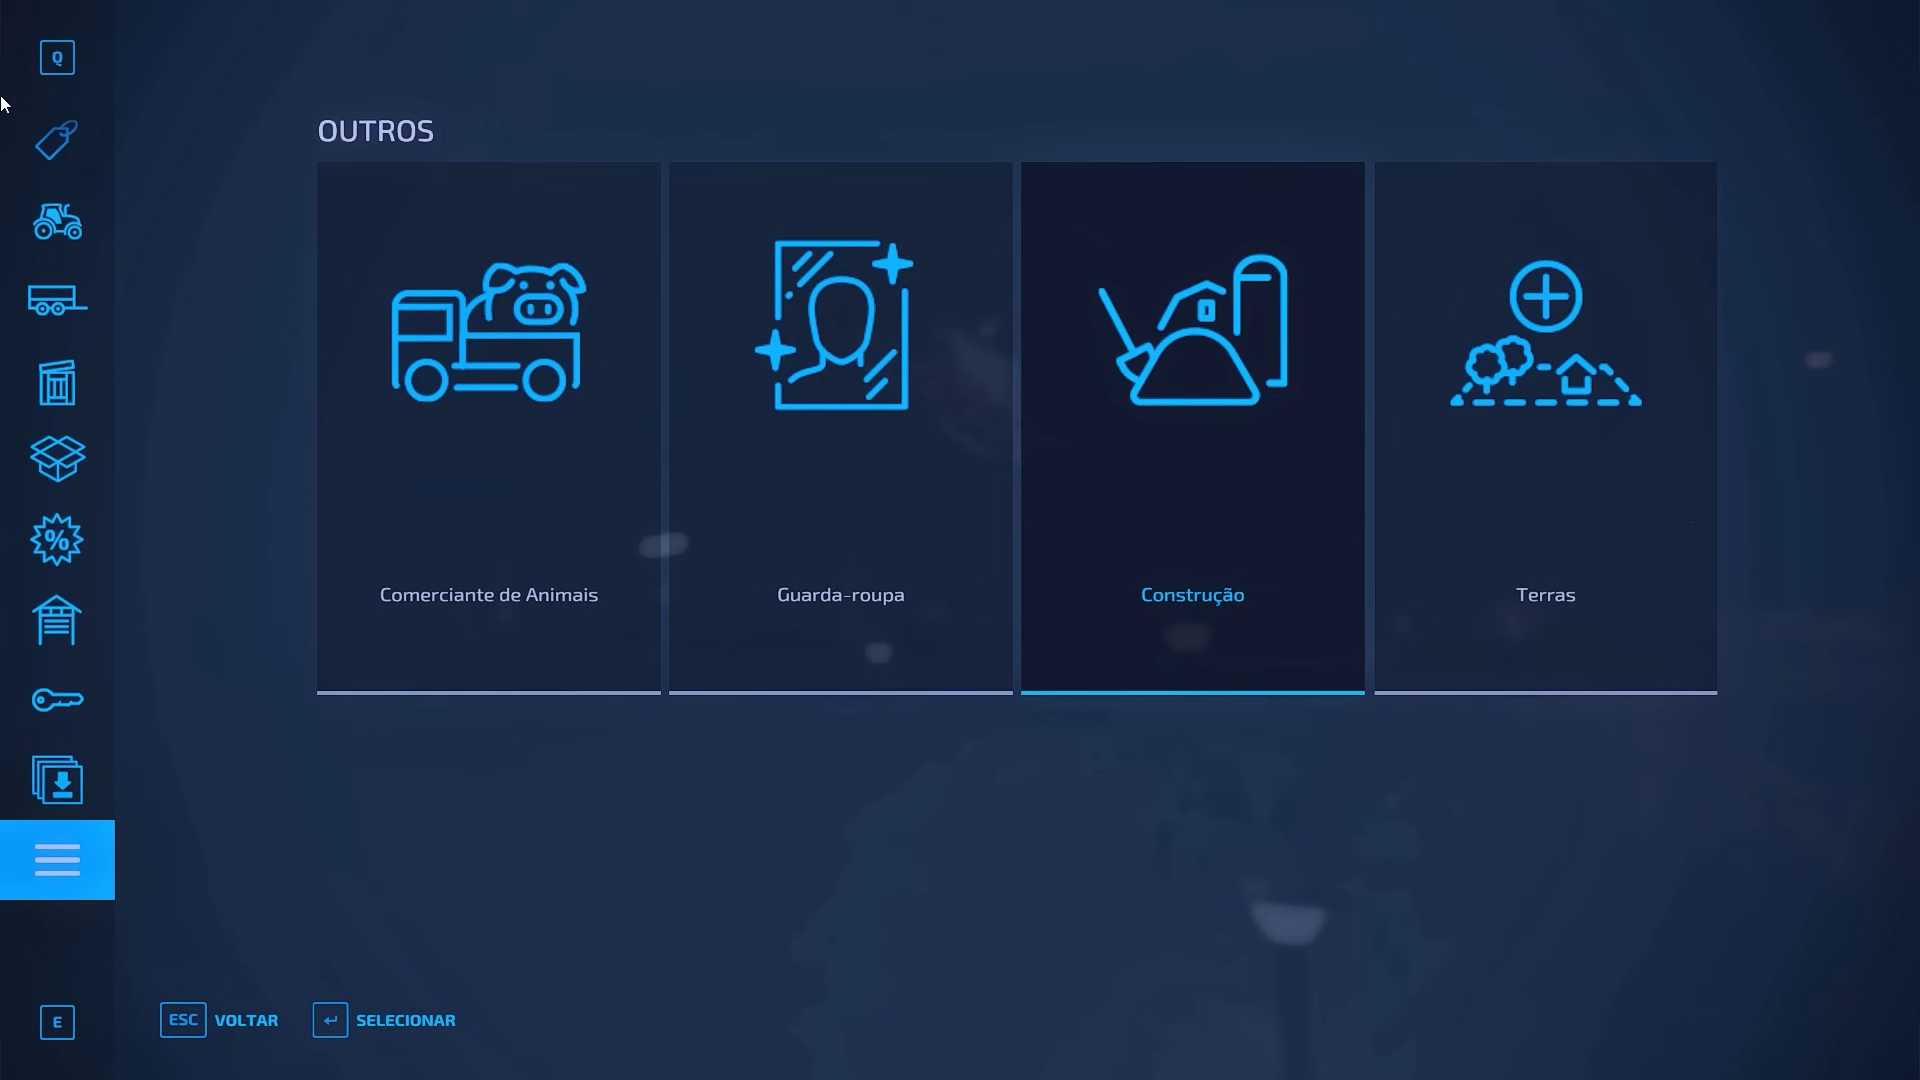 Q
OUTROS
%
Comerciante de Animais
Guarda-roupa
Construção
Terras
E
ESC VOLTAR
SELECIONAR